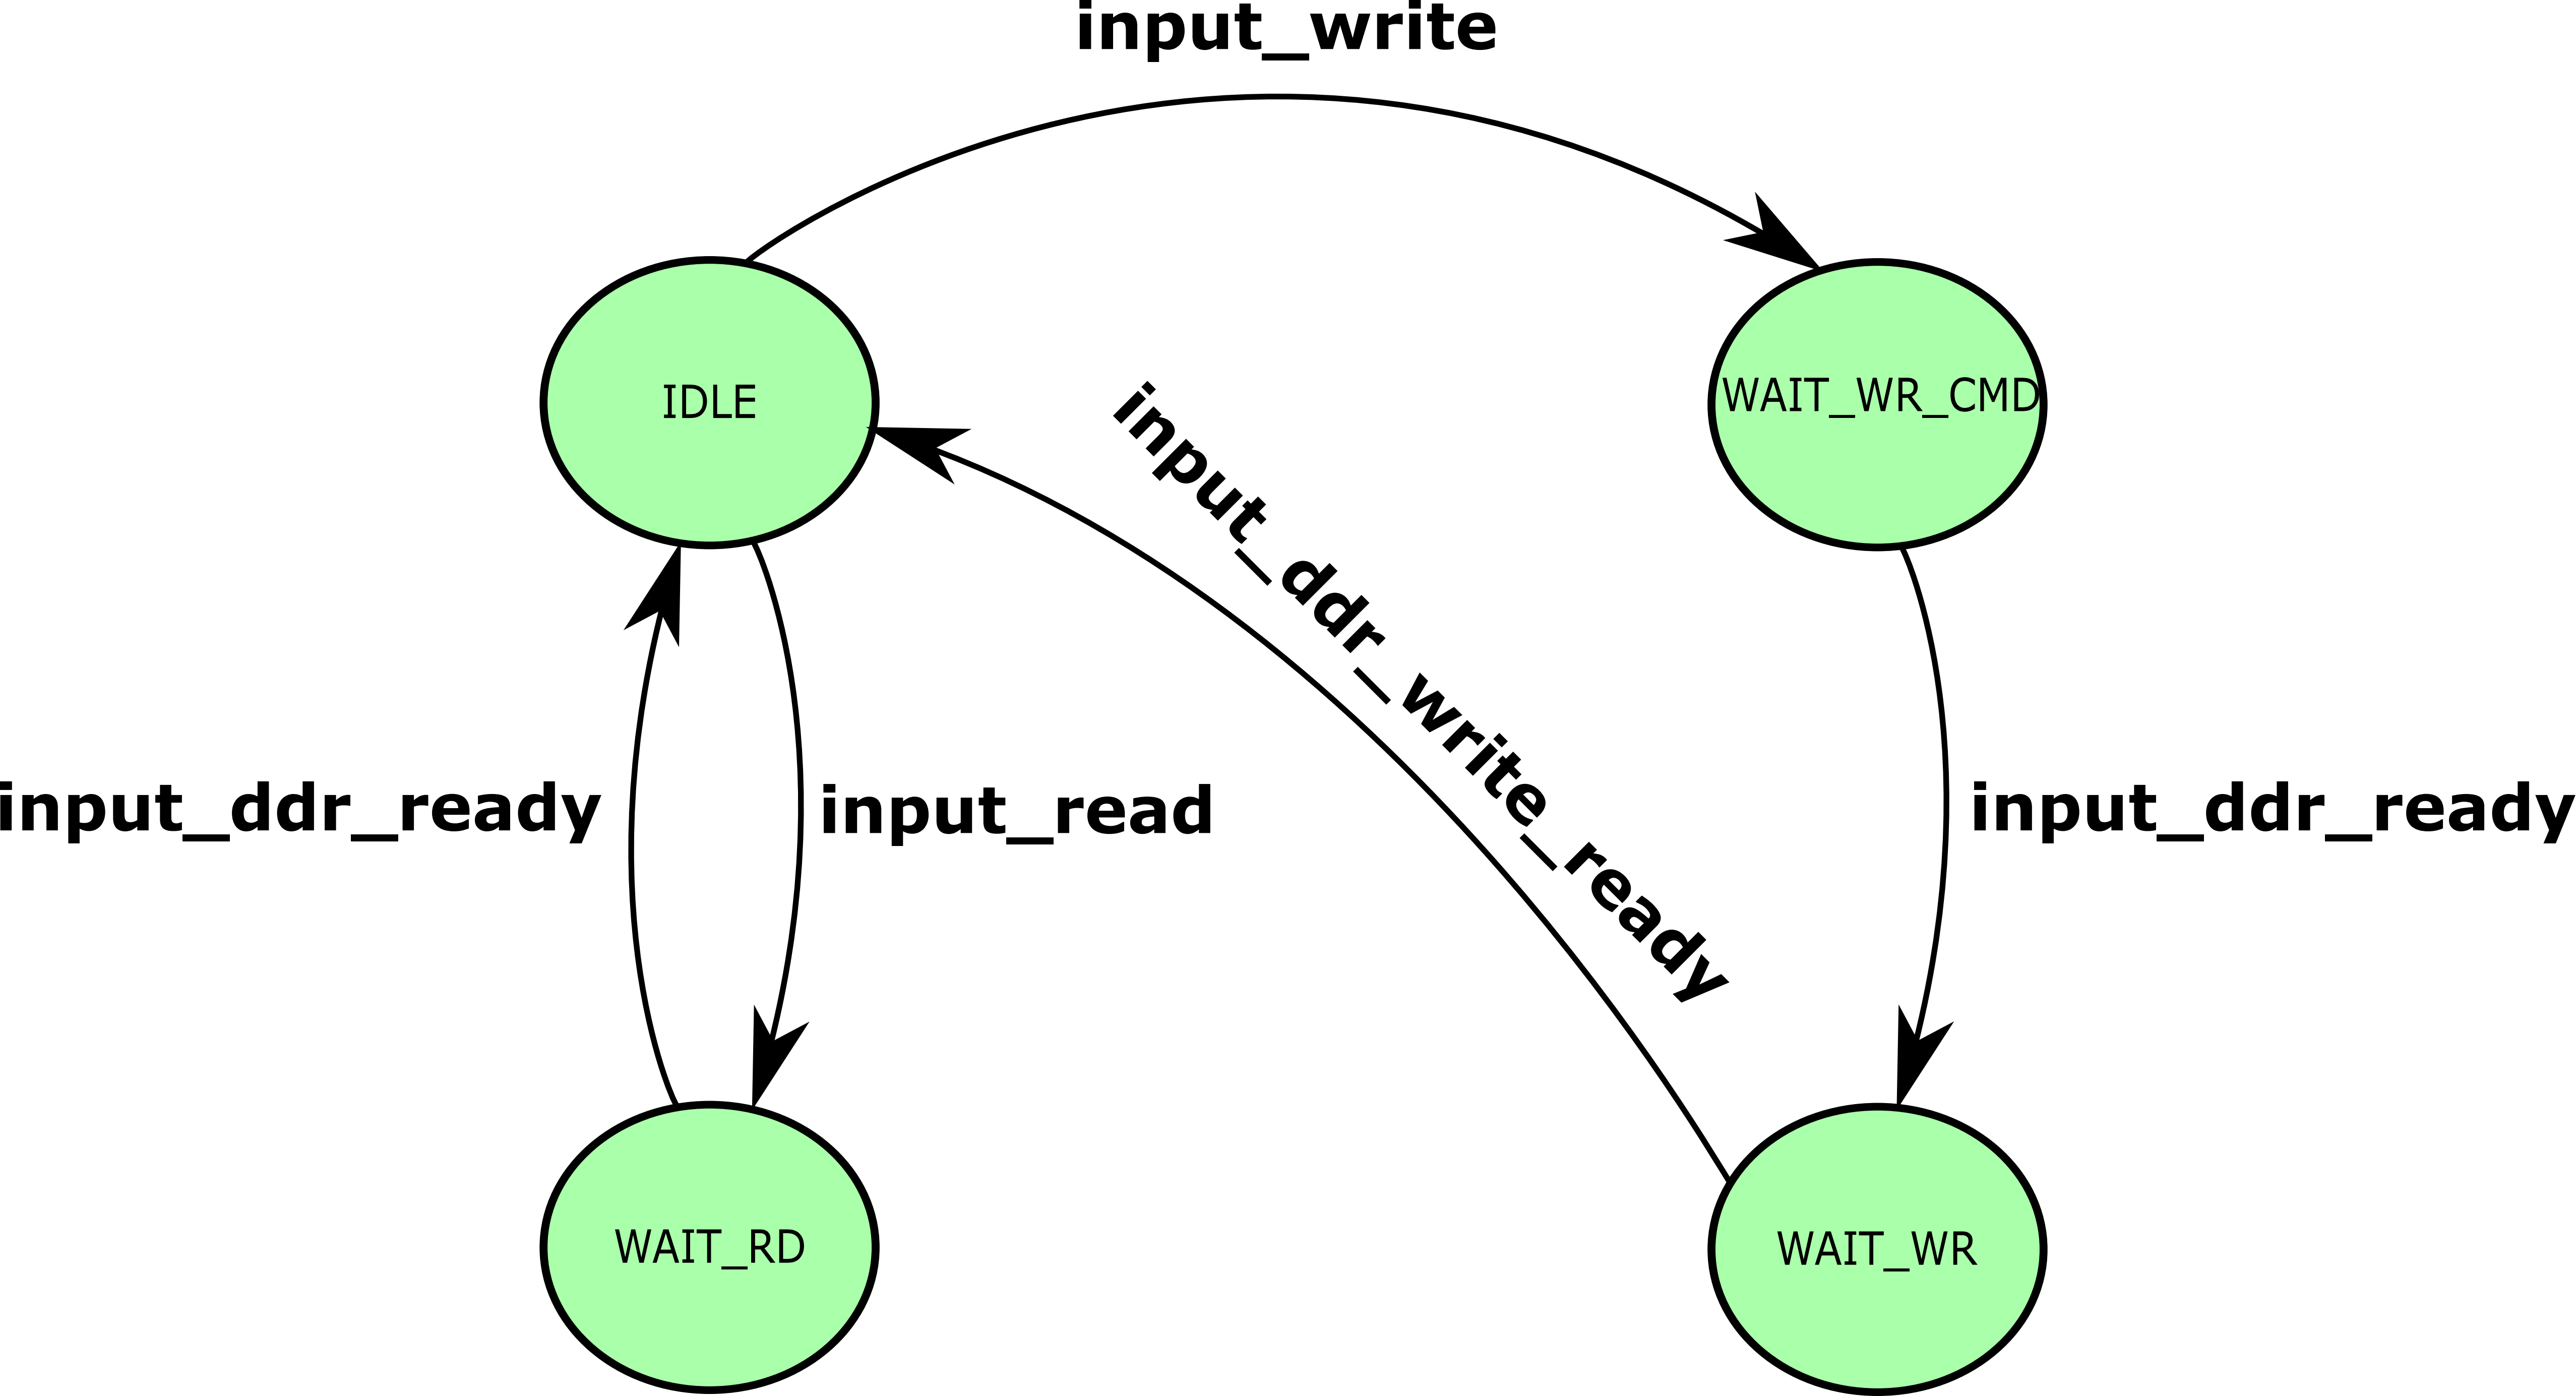 input_write
IDLE
WAIT_WR_CMD
input_ddr_write_ready
input_ddr_ready
input_read
input_ddr_ready
WAIT_RD
WAIT_WR